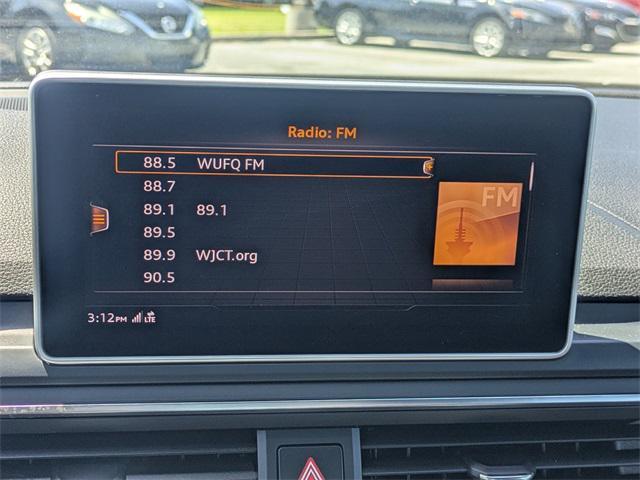 Radio: FM
88.5 WUFQ FM
88.7
FM
89.1 89.1
89.5
89.9 WJCT.org
90.5
3:12PM LTE